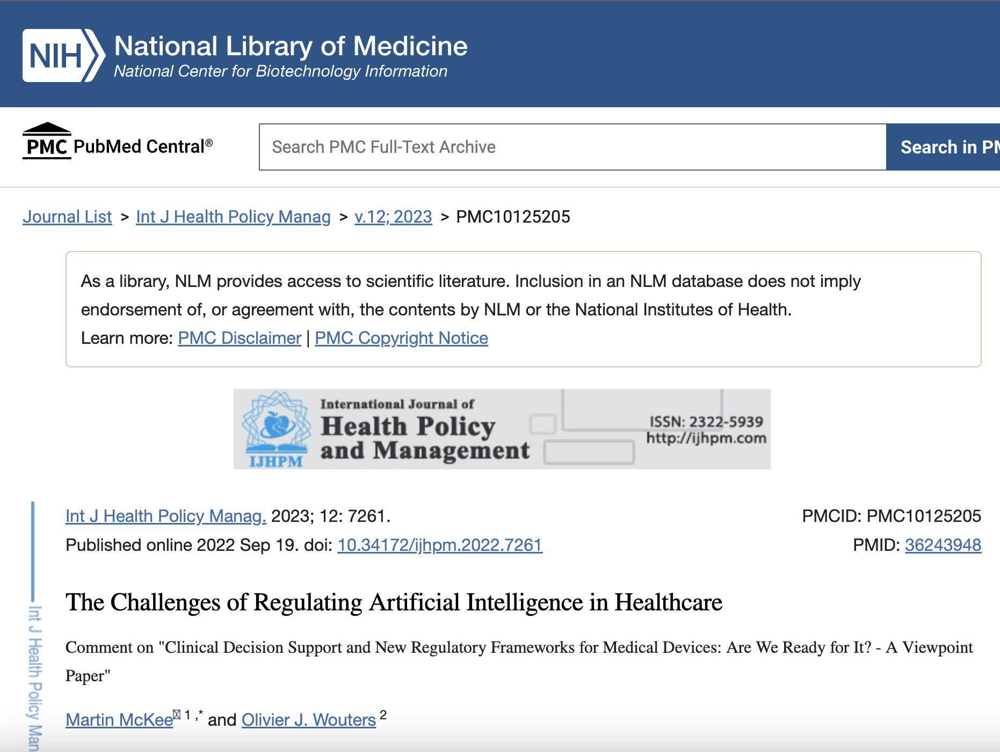 NIH National Library of Medicine
National Center for Biotechnology Information
PMC PubMed Central®
Search PMC Full-Text Archive
Search in PM
Journal List > Int J Health Policy Manag > v.12; 2023 > PMC10125205
As a library, NLM provides access to scientific literature. Inclusion in an NLM database does not imply
endorsement of, or agreement with, the contents by NLM or the National Institutes of Health.
Learn more: PMC Disclaimer | PMC Copyright Notice
IJHPM
International Journal of
Health Policy
and Management
ISSN: 2322-5939
http://ijhpm.com
Int J Health Policy Manag. 2023; 12: 7261.
Published online 2022 Sep 19. doi: 10.34172/ijhpm.2022.7261
PMCID: PMC10125205
PMID: 36243948
The Challenges of Regulating Artificial Intelligence in Healthcare
Comment on "Clinical Decision Support and New Regulatory Frameworks for Medical Devices: Are We Ready for It? - A Viewpoint
Paper"
Martin McKee 1 ,* and Olivier J. Wouters 2
Int J Health Policy Man